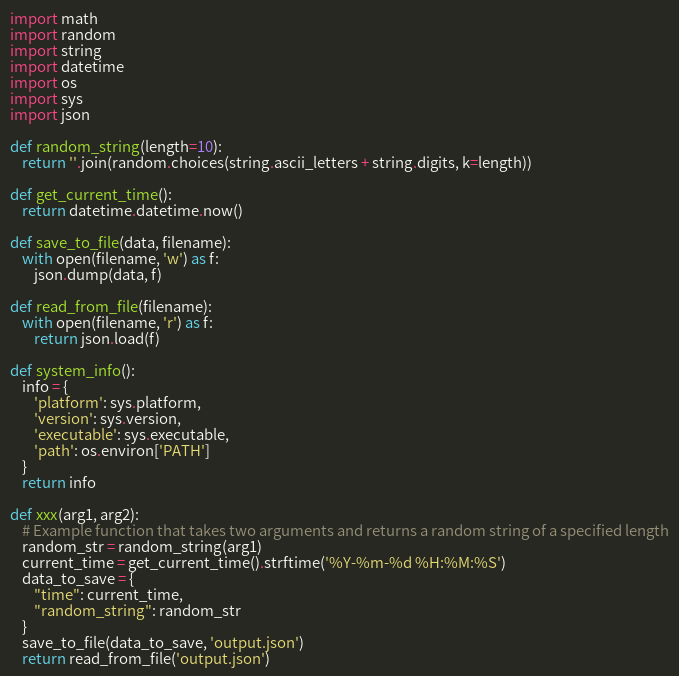 import math
import random
import string
import datetime
import os
import sys
import json

def random_string(length=10):
    return ''.join(random.choices(string.ascii_letters + string.digits, k=length))

def get_current_time():
    return datetime.datetime.now()

def save_to_file(data, filename):
    with open(filename, 'w') as f:
        json.dump(data, f)

def read_from_file(filename):
    with open(filename, 'r') as f:
        return json.load(f)

def system_info():
    info = {
        'platform': sys.platform,
        'version': sys.version,
        'executable': sys.executable,
        'path': os.environ['PATH']
    }
    return info

def xxx(arg1, arg2):
    # Example function that takes two arguments and returns a random string of a specified length
    random_str = random_string(arg1)
    current_time = get_current_time().strftime('%Y-%m-%d %H:%M:%S')
    data_to_save = {
        "time": current_time,
        "random_string": random_str
    }
    save_to_file(data_to_save, 'output.json')
    return read_from_file('output.json')